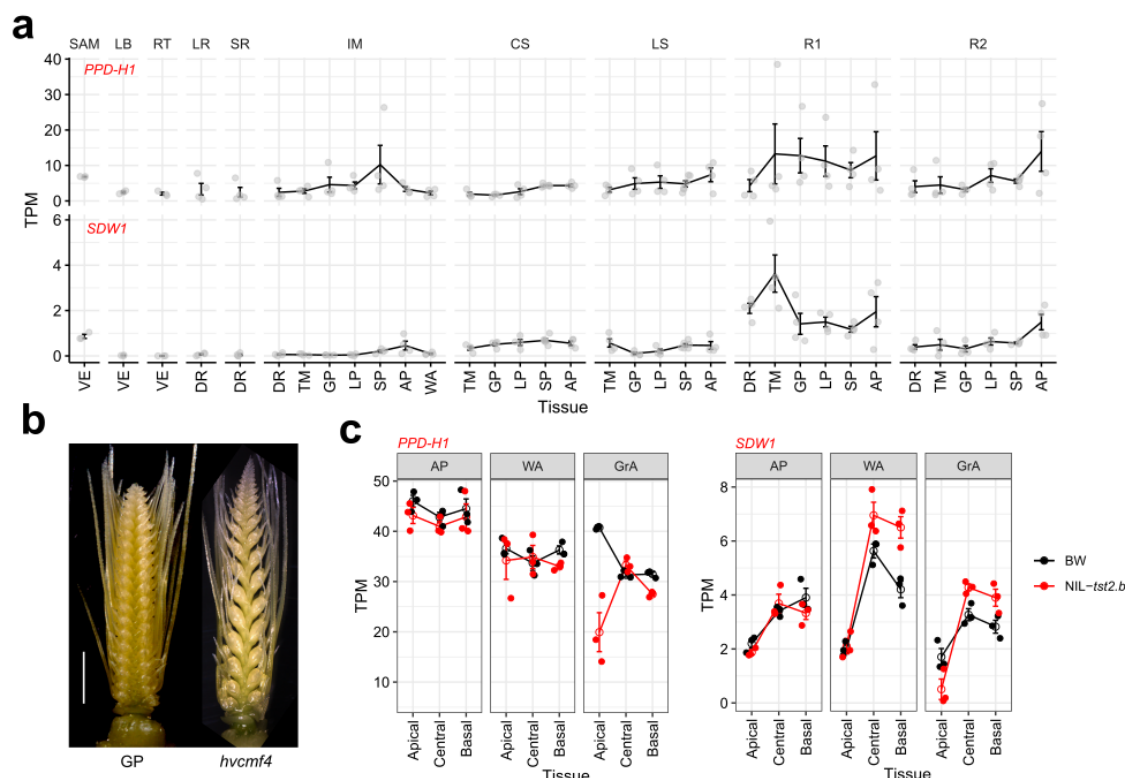 a
SAM LB RT LR SR IM CS LS R1 R2
PPD-H1
40
30
20
10
0
SDW1
6
4
2
0
TPM
VE VE VE DR DR DR TM GP LP SP AP WA TM GP LP SP AP TM GP LP SP AP DR TM GP LP SP AP DR TM GP LP SP AP
Tissue
b
GP hvcmf4
c
PPD-H1
AP WA GrA
50
40
30
20
10
TPM
Apical Central Basal Apical Central Basal Apical Central Basal
Tissue
SDW1
AP WA GrA
8
6
4
2
0
TPM
Apical Central Basal Apical Central Basal Apical Central Basal
Tissue
BW
NIL-tst2.b